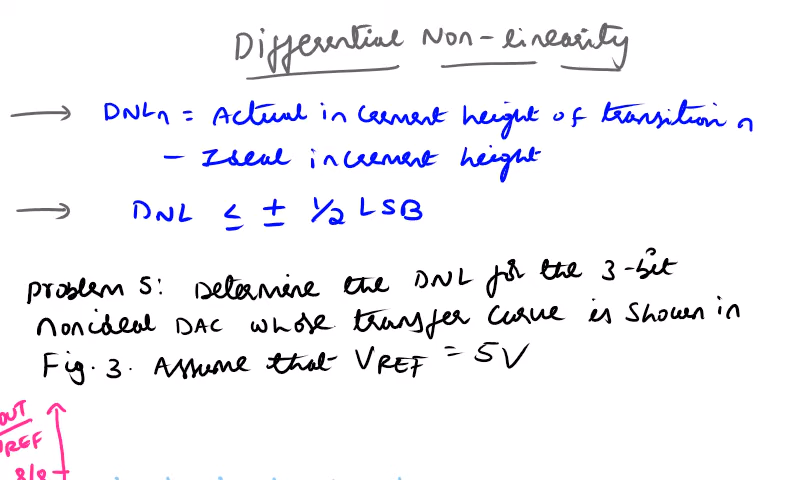 Differential Non-linearity
→ DNLn = Actual increment height of transition n
- Ideal increment height
→ DNL ≤ ± 1/2 LSB
Problem 5: Determine the DNL for the 3-bit
nonideal DAC whose transfer curve is shown in
Fig. 3. Assume that VREF = 5V
OUT
REF
8/8